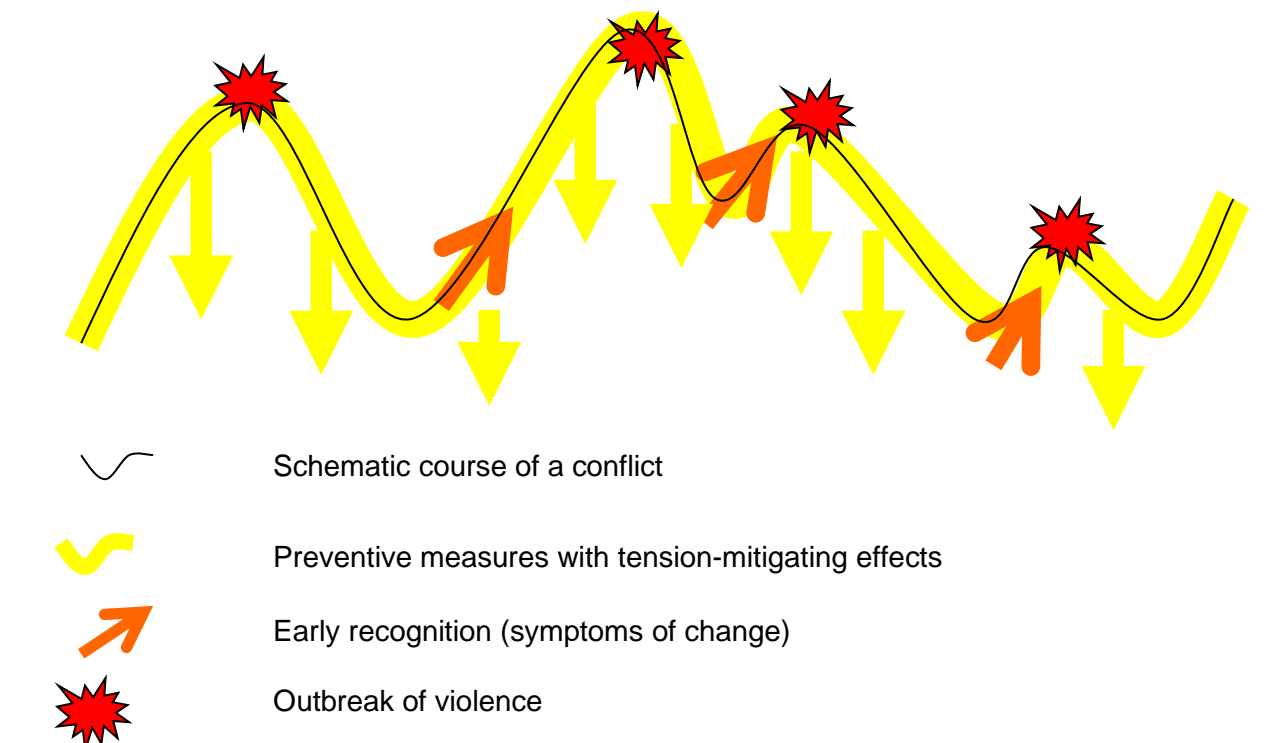 Schematic course of a conflict
Preventive measures with tension-mitigating effects
Early recognition (symptoms of change)
Outbreak of violence